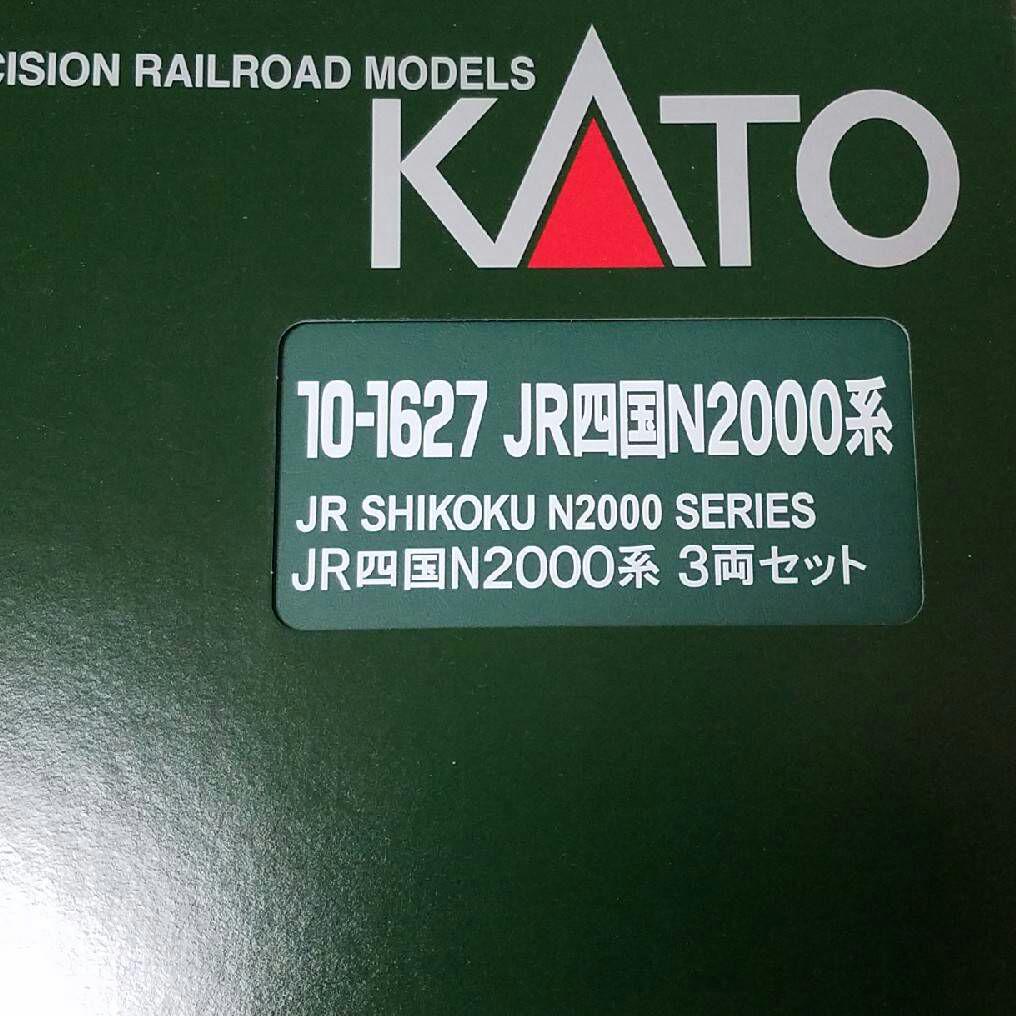 CISION RAILROAD MODELS
KATO
10-1627 JR四国N2000系
JR SHIKOKU N2000 SERIES
JR四国N2000系 3両セット